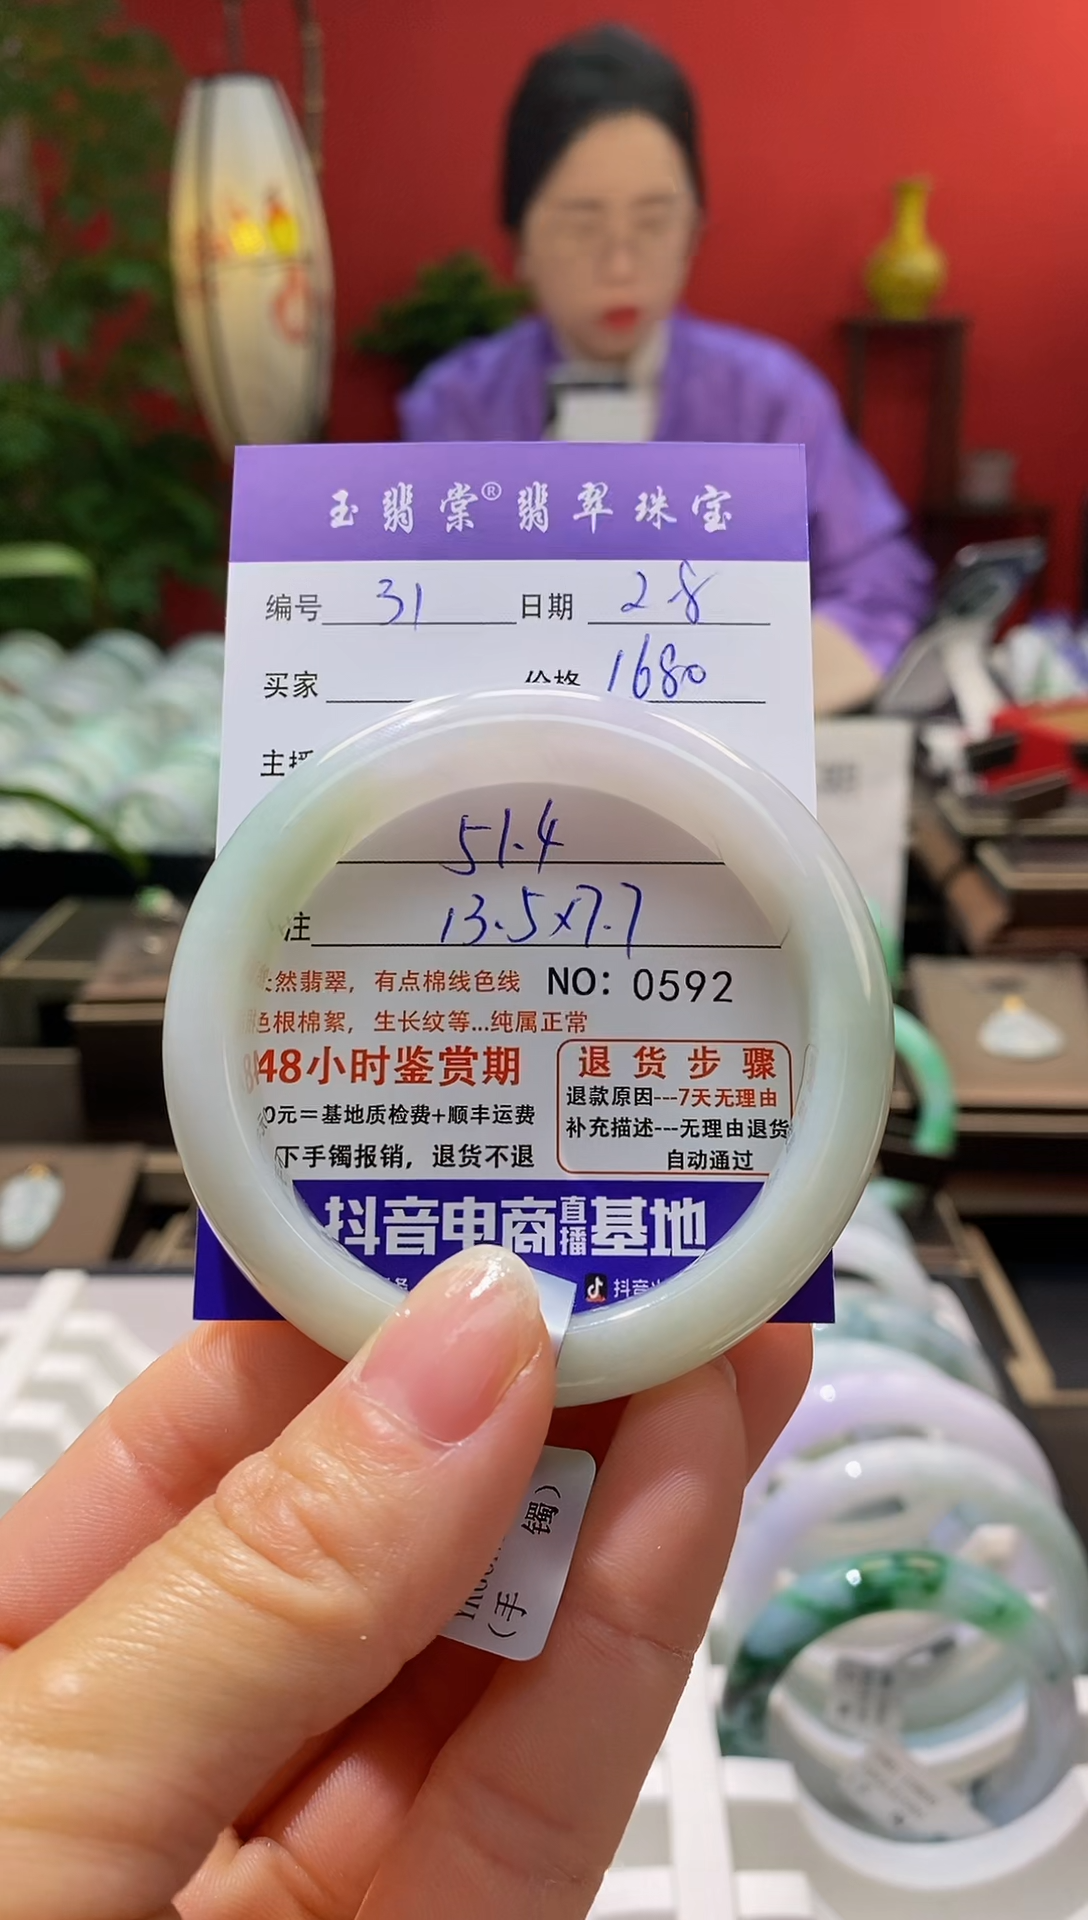 玉翡棠®翡翠珠宝
编号 31 日期 28
买家 价格 1680
主播
51.4
注 13.5x7.7
天然翡翠，有点棉线色线 NO：0592
色根棉絮，生长纹等...纯属正常
48小时鉴赏期
0元=基地质检费+顺丰运费
下手镯报销，退货不退
退货步骤
退款原因---7天无理由
补充描述---无理由退货
自动通过
抖音电商直播基地
抖音
(手 镯)